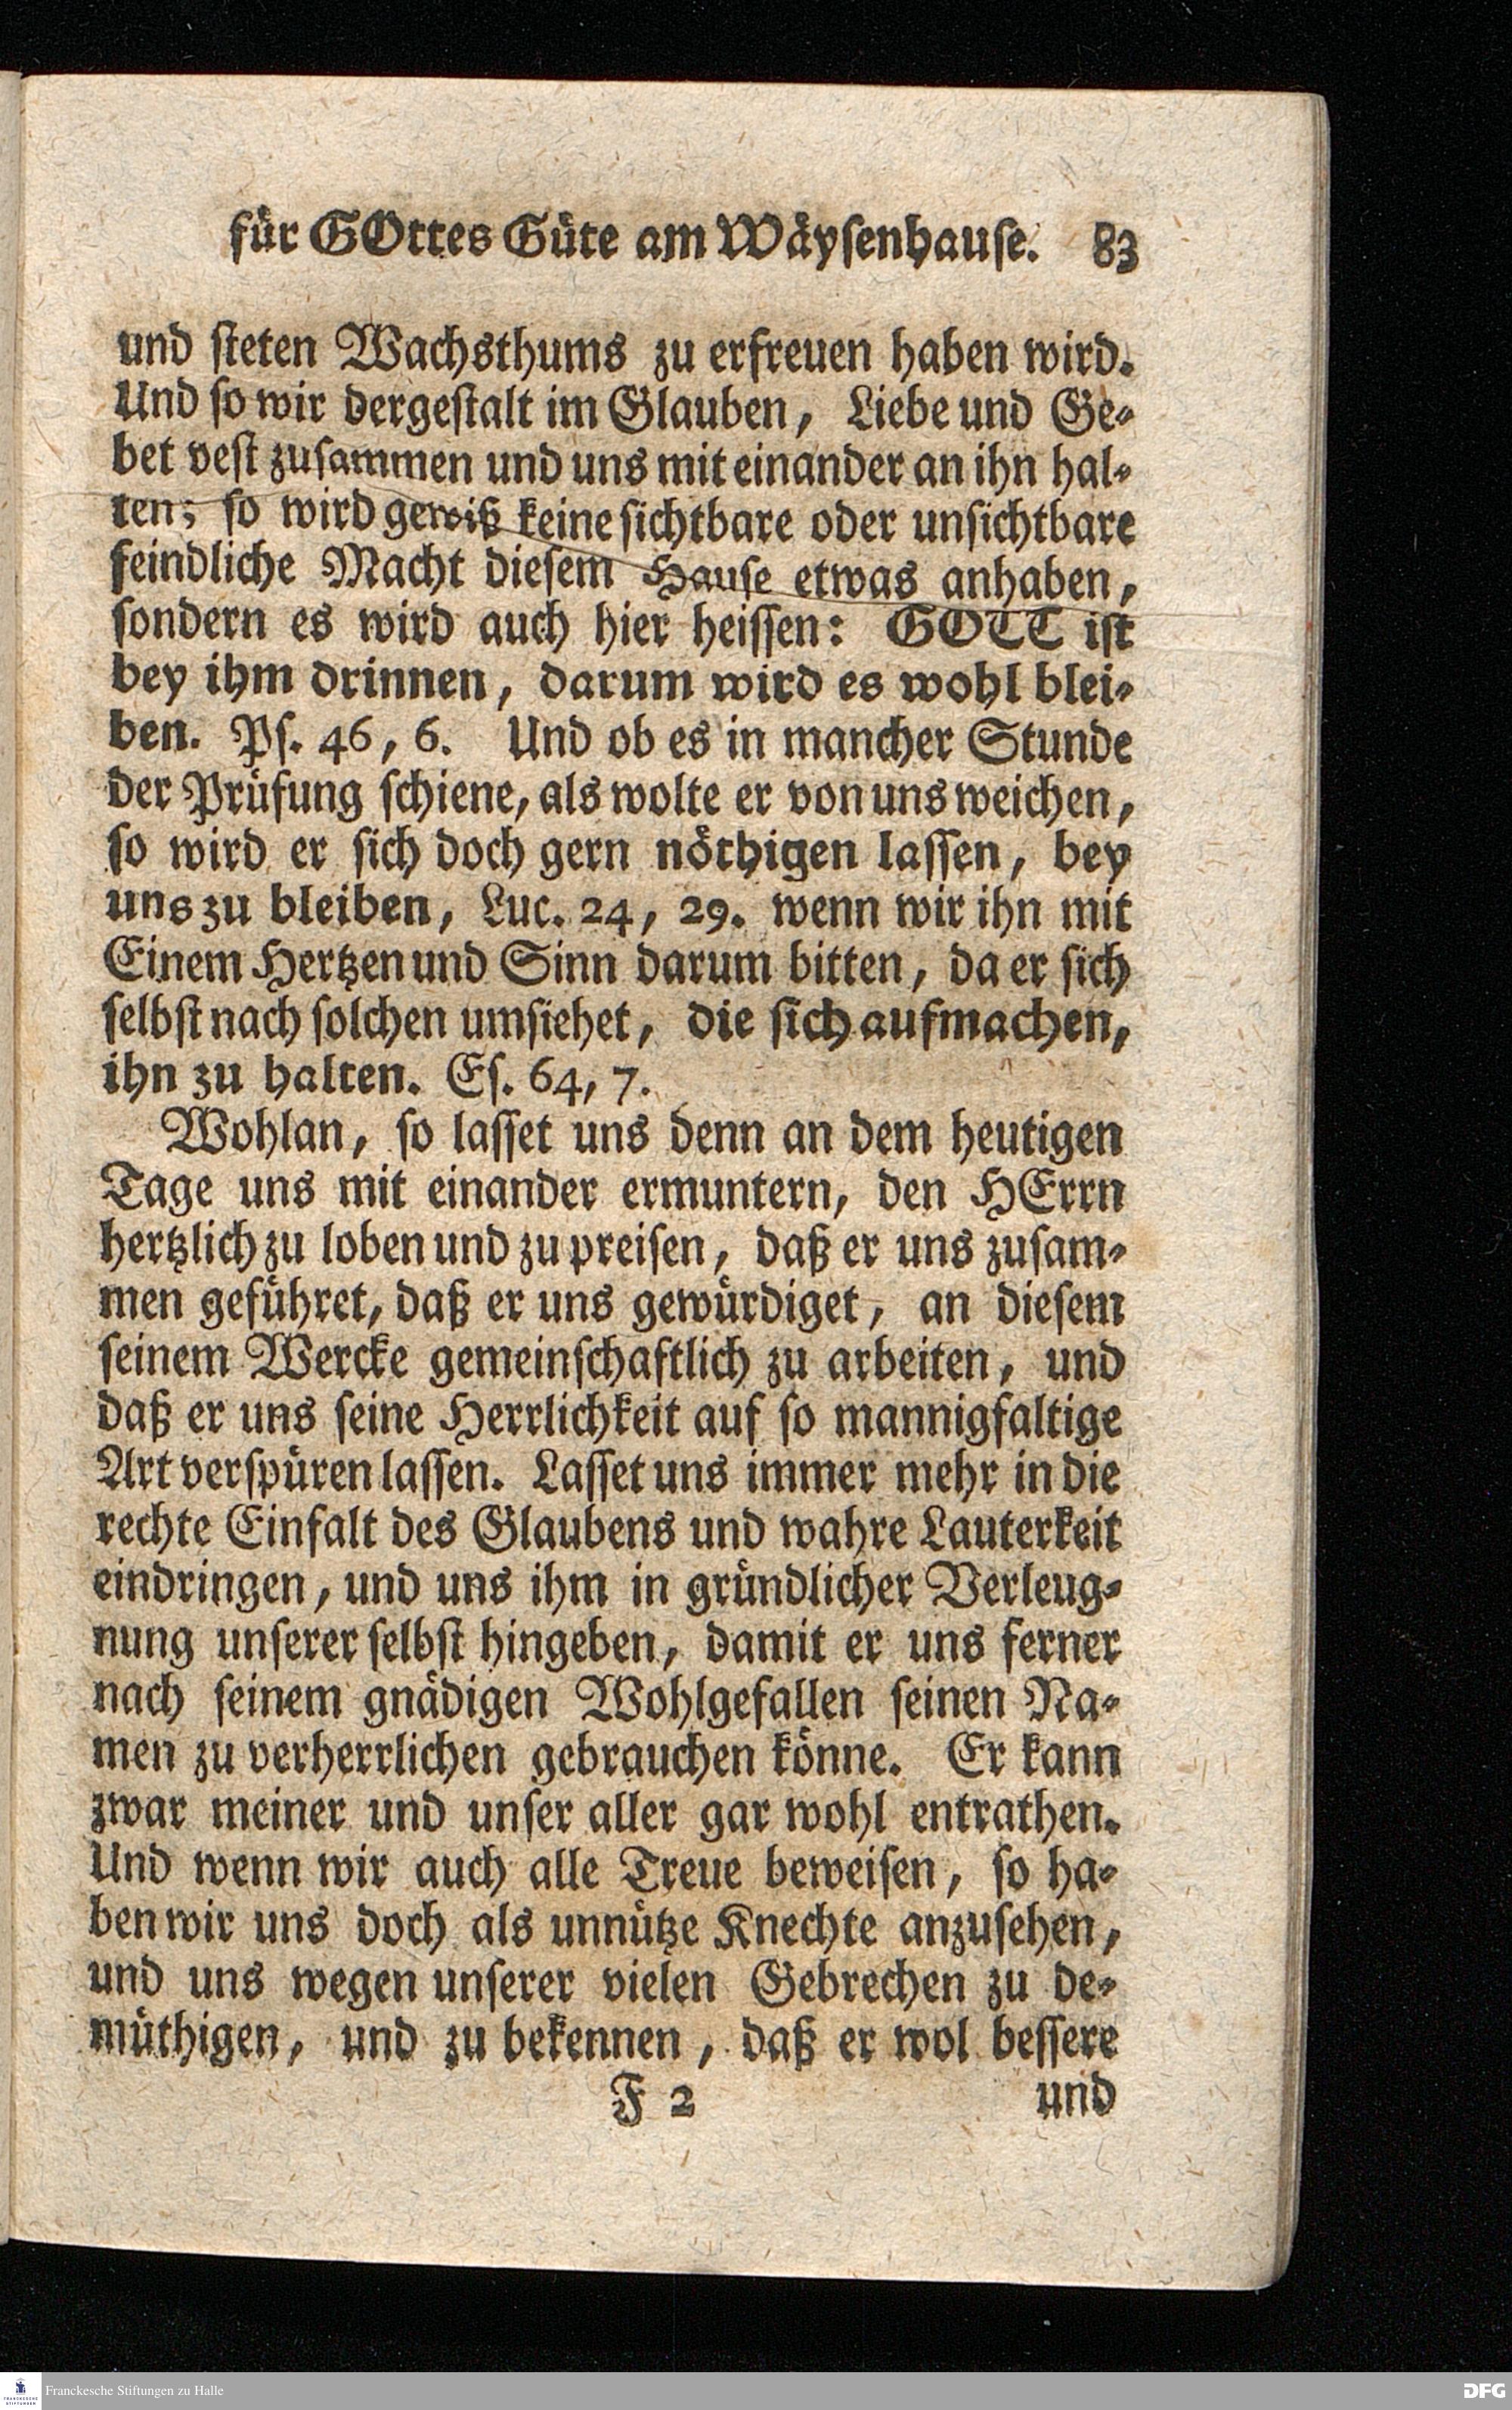 für GOttes Güte am Wäysenhause. 83
und steten Wachsthums zu erfreuen haben wird.
Und so wir dergestalt im Glauben, Liebe und Ge-
bet vest zusammen und uns mit einander an ihn hal-
ten; so wird gewiß keine sichtbare oder unsichtbare
feindliche Macht diesem Hause etwas anhaben,
sondern es wird auch hier heissen: GOTT ist
bey ihm drinnen, darum wird es wohl blei-
ben. Ps. 46, 6. Und ob es in mancher Stunde
der Prüfung schiene, als wolte er von uns weichen,
so wird er sich doch gern nöthigen lassen, bey
uns zu bleiben, Luc. 24, 29. wenn wir ihn mit
Einem Hertzen und Sinn darum bitten, da er sich
selbst nach solchen umsiehet, die sich aufmachen,
ihn zu halten. Es. 64, 7.
Wohlan, so lasset uns denn an dem heutigen
Tage uns mit einander ermuntern, den HErrn
hertzlich zu loben und zu preisen, daß er uns zusam-
men geführet, daß er uns gewürdiget, an diesem
seinem Wercke gemeinschaftlich zu arbeiten, und
daß er uns seine Herrlichkeit auf so mannigfaltige
Art verspüren lassen. Lasset uns immer mehr in die
rechte Einfalt des Glaubens und wahre Lauterkeit
eindringen, und uns ihm in gründlicher Verleug-
nung unserer selbst hingeben, damit er uns ferner
nach seinem gnädigen Wohlgefallen seinen Na-
men zu verherrlichen gebrauchen könne. Er kann
zwar meiner und unser aller gar wohl entrathen.
Und wenn wir auch alle Treue beweisen, so ha-
ben wir uns doch als unnütze Knechte anzusehen,
und uns wegen unserer vielen Gebrechen zu de-
müthigen, und zu bekennen, daß er wol bessere
F 2 und
FRANCKESCHE STIFTUNGEN
Franckesche Stiftungen zu Halle
DFG